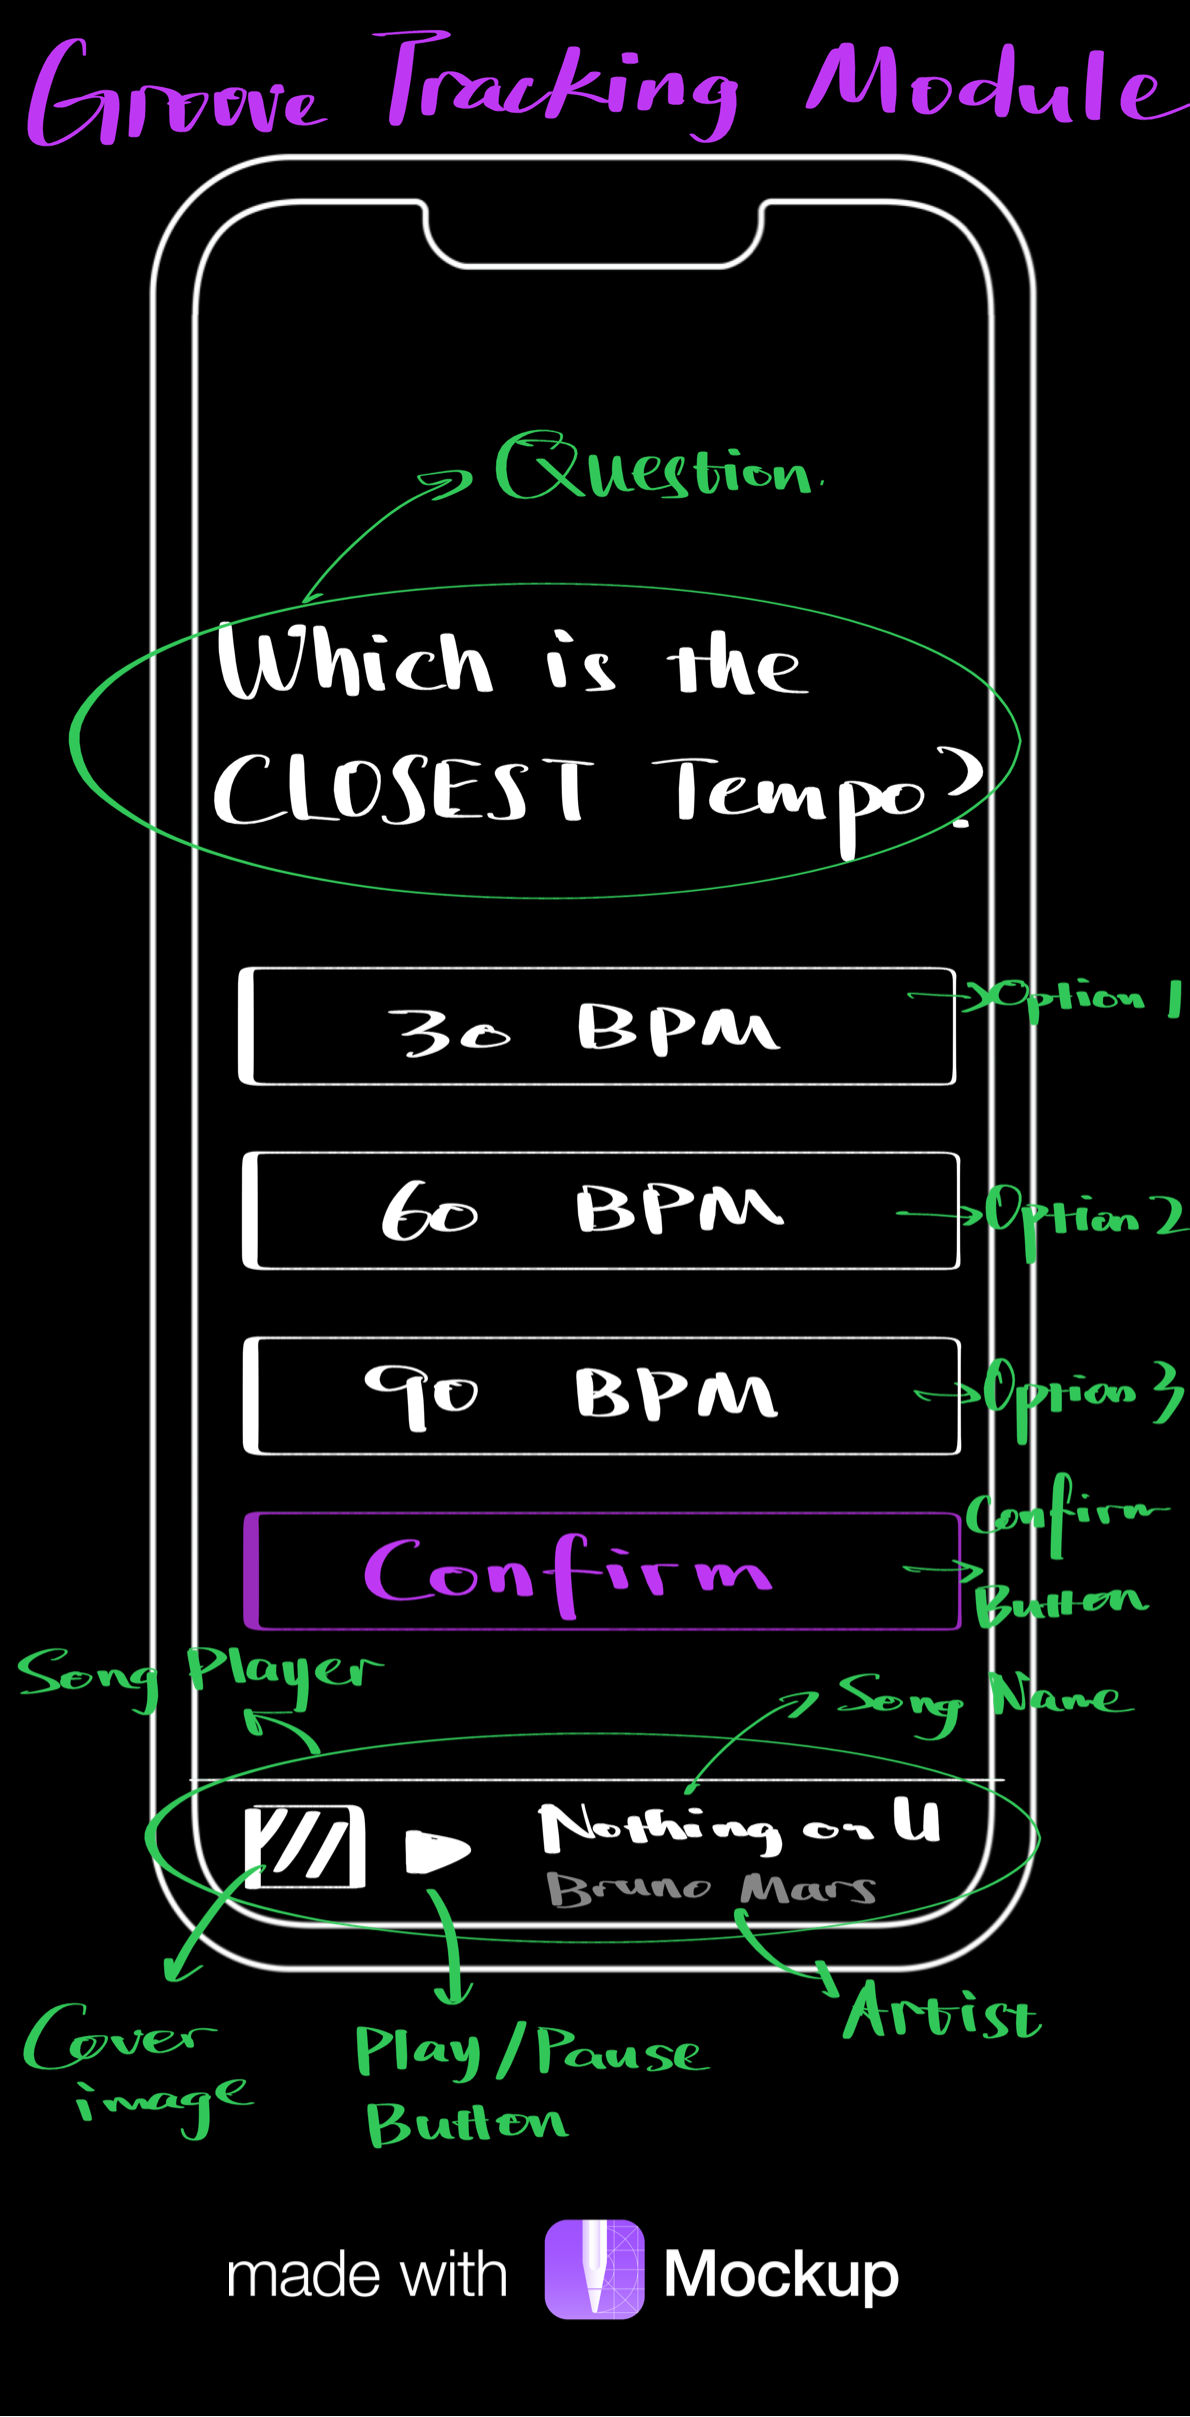 Groove Tracking Module
Question.
Which is the
CLOSEST Tempo?
30 BPM
Option 1
60 BPM
Option 2
90 BPM
Option 3
Confirm
Confirm
Button
Song Player
Song Name
Nothing on U
Bruno Mars
Cover
image
Play/Pause
Button
Artist
made with Mockup